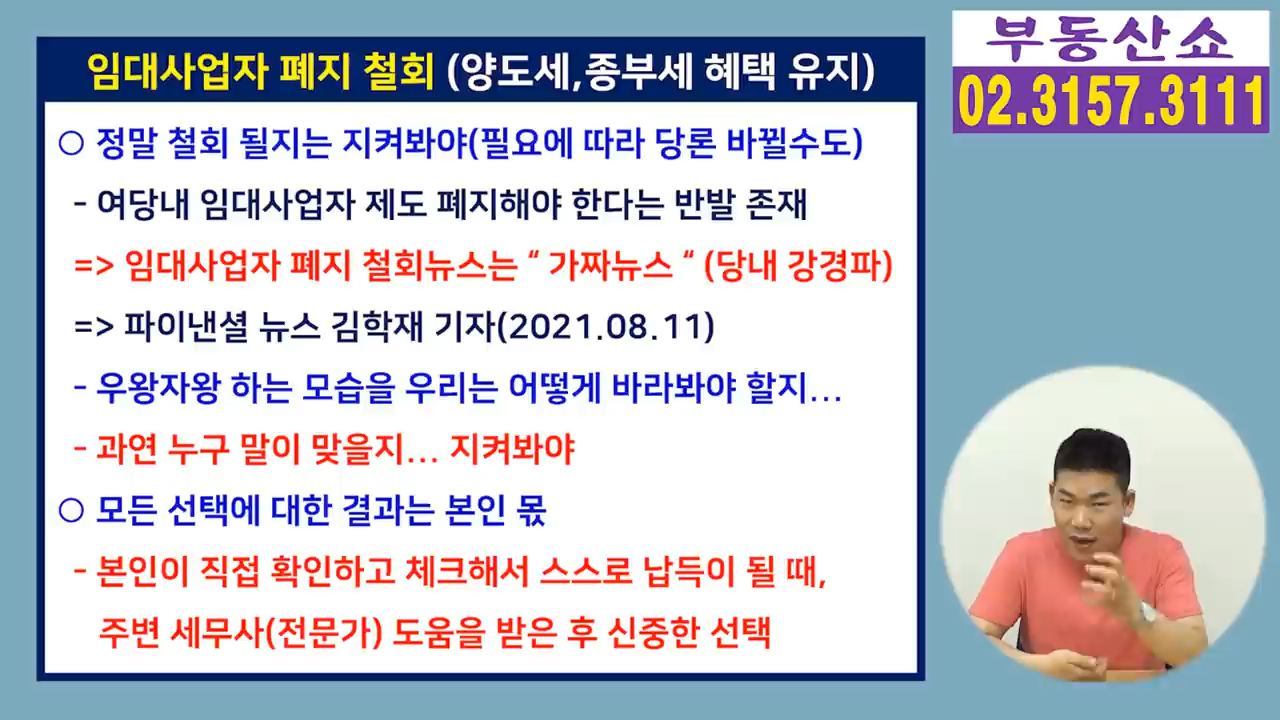 임대사업자 폐지 철회 (양도세,종부세 혜택 유지)
부동산쇼
02.3157.3111
○ 정말 철회 될지는 지켜봐야(필요에 따라 당론 바뀔수도)
- 여당내 임대사업자 제도 폐지해야 한다는 반발 존재
=> 임대사업자 폐지 철회뉴스는 “ 가짜뉴스 “ (당내 강경파)
=> 파이낸셜 뉴스 김학재 기자(2021.08.11)
- 우왕자왕 하는 모습을 우리는 어떻게 바라봐야 할지...
- 과연 누구 말이 맞을지... 지켜봐야
○ 모든 선택에 대한 결과는 본인 몫
- 본인이 직접 확인하고 체크해서 스스로 납득이 될 때,
주변 세무사(전문가) 도움을 받은 후 신중한 선택